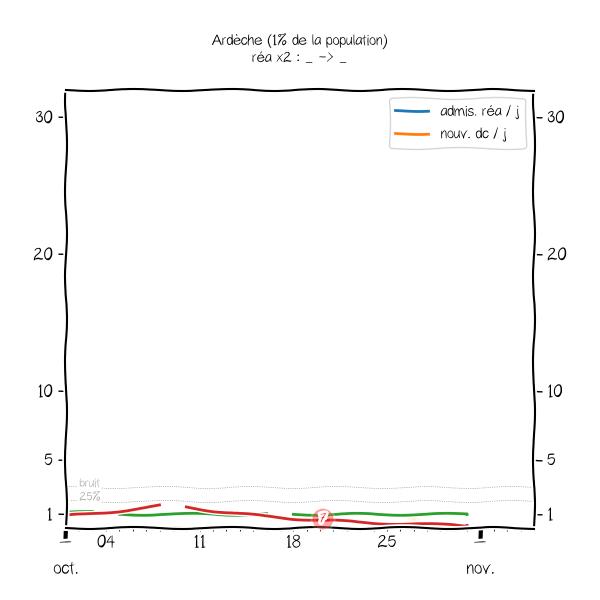 Ardèche (1% de la population)
réa x2 : _ -> _
admis. réa / j
nouv. dc / j
30
30
20
20
10
10
5
5
bruit
25%
1
1
?
04
11
18
25
oct.
nov.